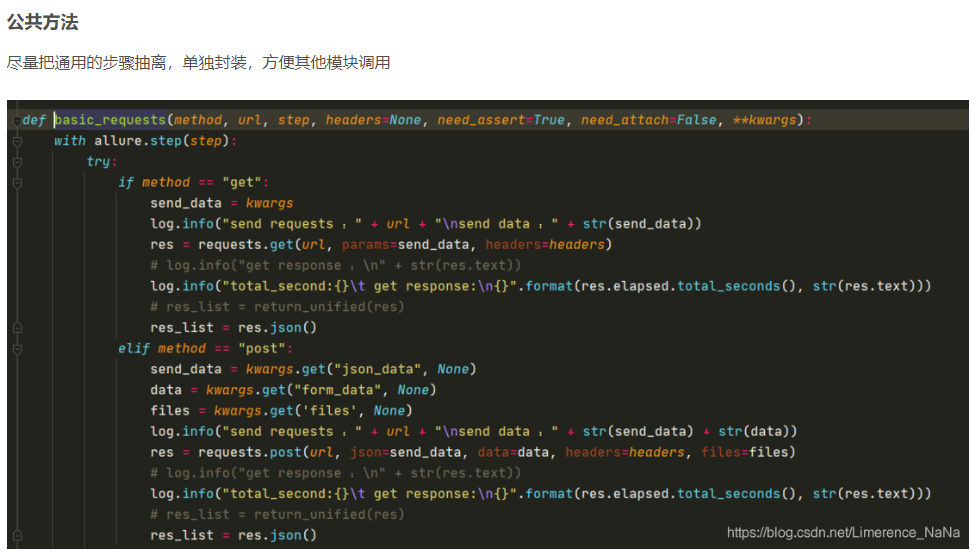 公共方法
尽量把通用的步骤抽离，单独封装，方便其他模块调用
def basic_requests(method, url, step, headers=None, need_assert=True, need_attach=False, **kwargs):
    with allure.step(step):
        try:
            if method == "get":
                send_data = kwargs
                log.info("send requests ：" + url + "\nsend data ：" + str(send_data))
                res = requests.get(url, params=send_data, headers=headers)
                # log.info("get response ：\n" + str(res.text))
                log.info("total_second:{}\t get response:\n{}".format(res.elapsed.total_seconds(), str(res.text)))
                # res_list = return_unified(res)
                res_list = res.json()
            elif method == "post":
                send_data = kwargs.get("json_data", None)
                data = kwargs.get("form_data", None)
                files = kwargs.get('files', None)
                log.info("send requests ：" + url + "\nsend data ：" + str(send_data) + str(data))
                res = requests.post(url, json=send_data, data=data, headers=headers, files=files)
                # log.info("get response ：\n" + str(res.text))
                log.info("total_second:{}\t get response:\n{}".format(res.elapsed.total_seconds(), str(res.text)))
                # res_list = return_unified(res)
                res_list = res.json()
https://blog.csdn.net/Limerence_NaNa